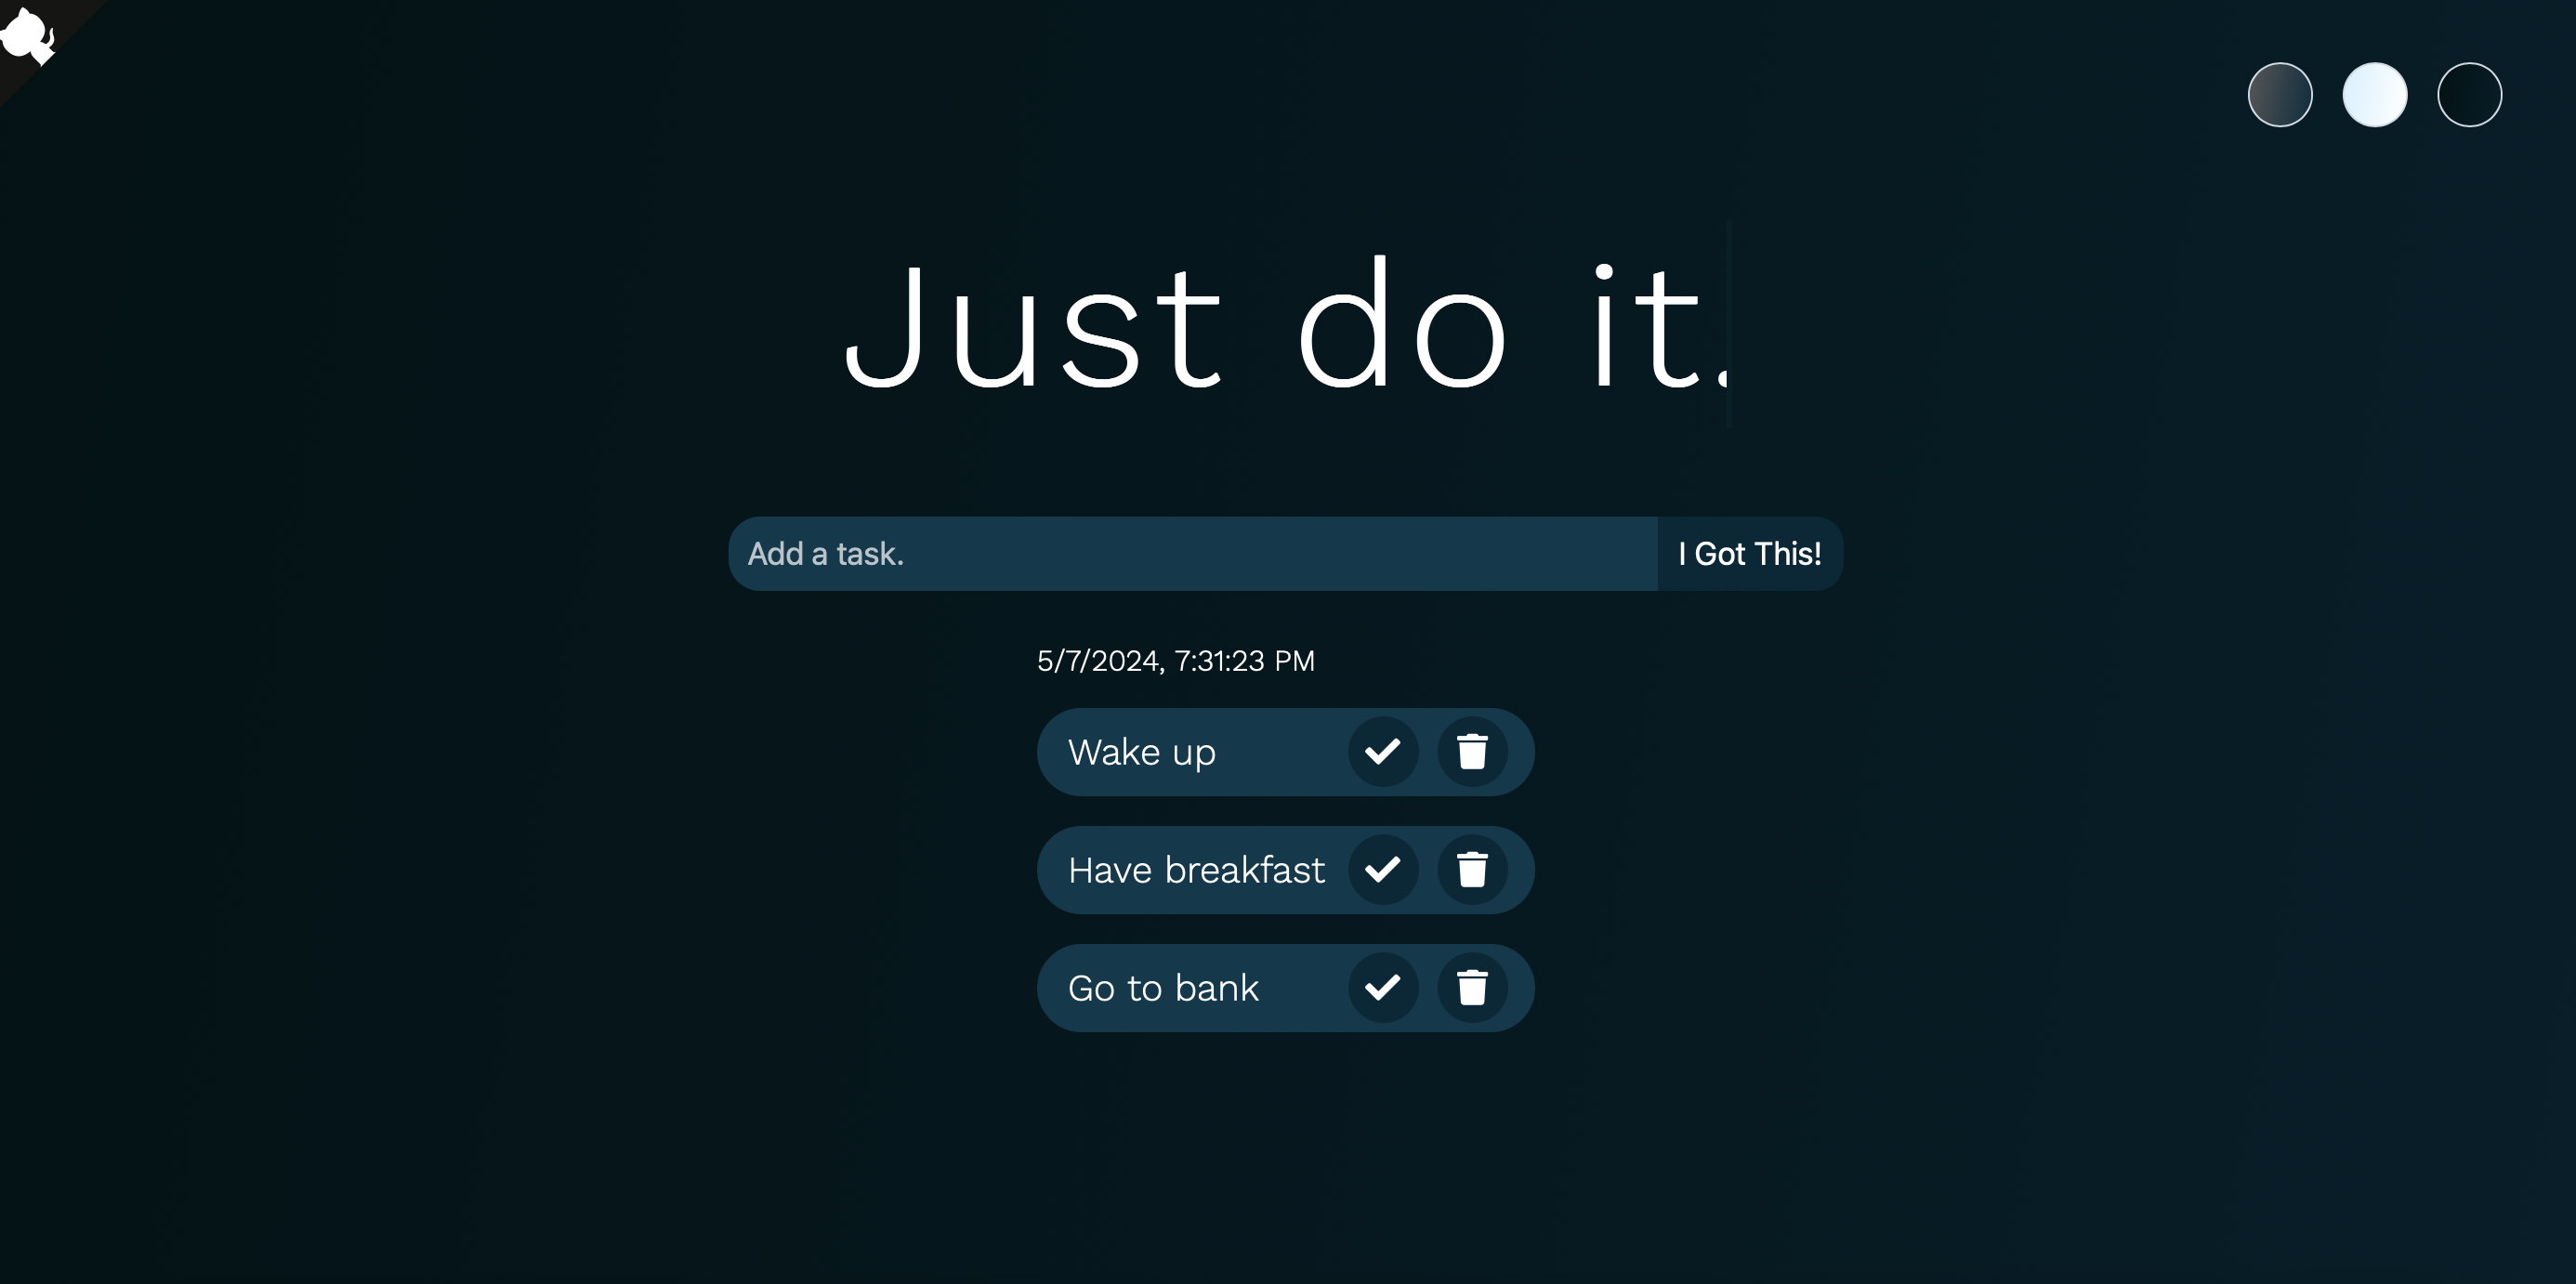 Just do it.
Add a task.
I Got This!
5/7/2024, 7:31:23 PM
Wake up
Have breakfast
Go to bank